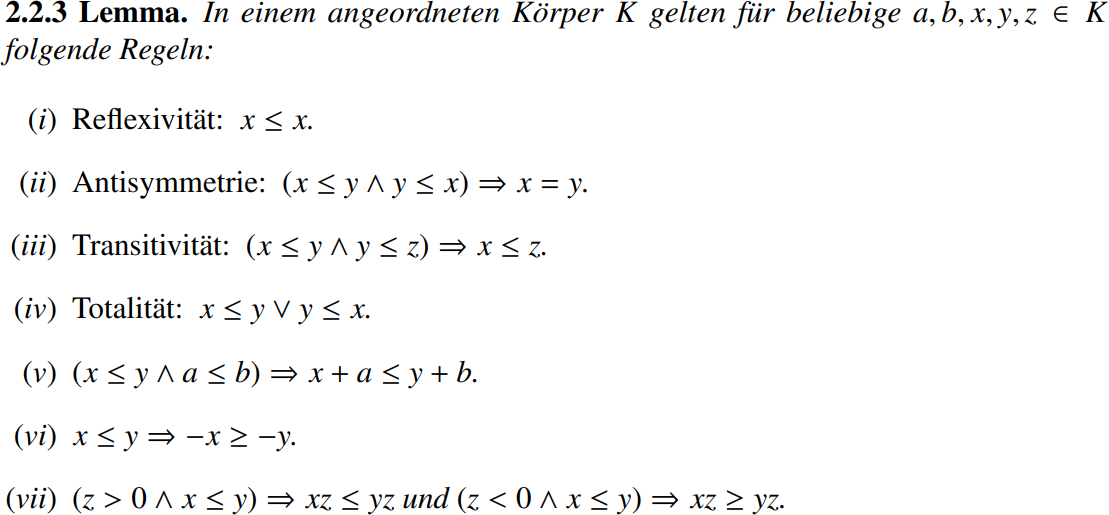 2.2.3 Lemma. In einem angeordneten Körper K gelten für beliebige a, b, x, y, z ∈ K
folgende Regeln:
(i) Reflexivität: x ≤ x.
(ii) Antisymmetrie: (x ≤ y ∧ y ≤ x) ⇒ x = y.
(iii) Transitivität: (x ≤ y ∧ y ≤ z) ⇒ x ≤ z.
(iv) Totalität: x ≤ y ∨ y ≤ x.
(v) (x ≤ y ∧ a ≤ b) ⇒ x + a ≤ y + b.
(vi) x ≤ y ⇒ −x ≥ −y.
(vii) (z > 0 ∧ x ≤ y) ⇒ xz ≤ yz und (z < 0 ∧ x ≤ y) ⇒ xz ≥ yz.